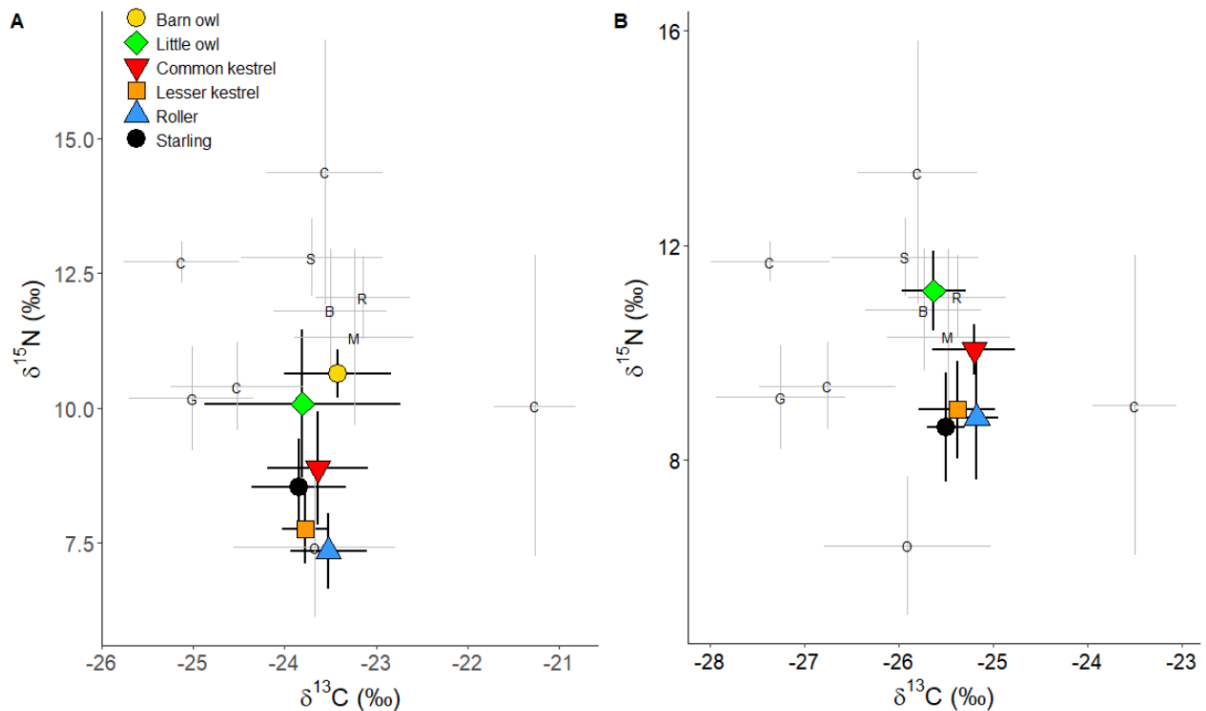 A
Barn owl
Little owl
Common kestrel
Lesser kestrel
Roller
Starling
15.0
12.5
10.0
7.5
δ15N (‰)
C
S
C
R
B
M
C
G
C
O
-26
-25
-24
-23
-22
-21
δ13C (‰)
B
16
12
8
δ15N (‰)
C
S
C
R
B
M
C
G
C
O
-28
-27
-26
-25
-24
-23
δ13C (‰)